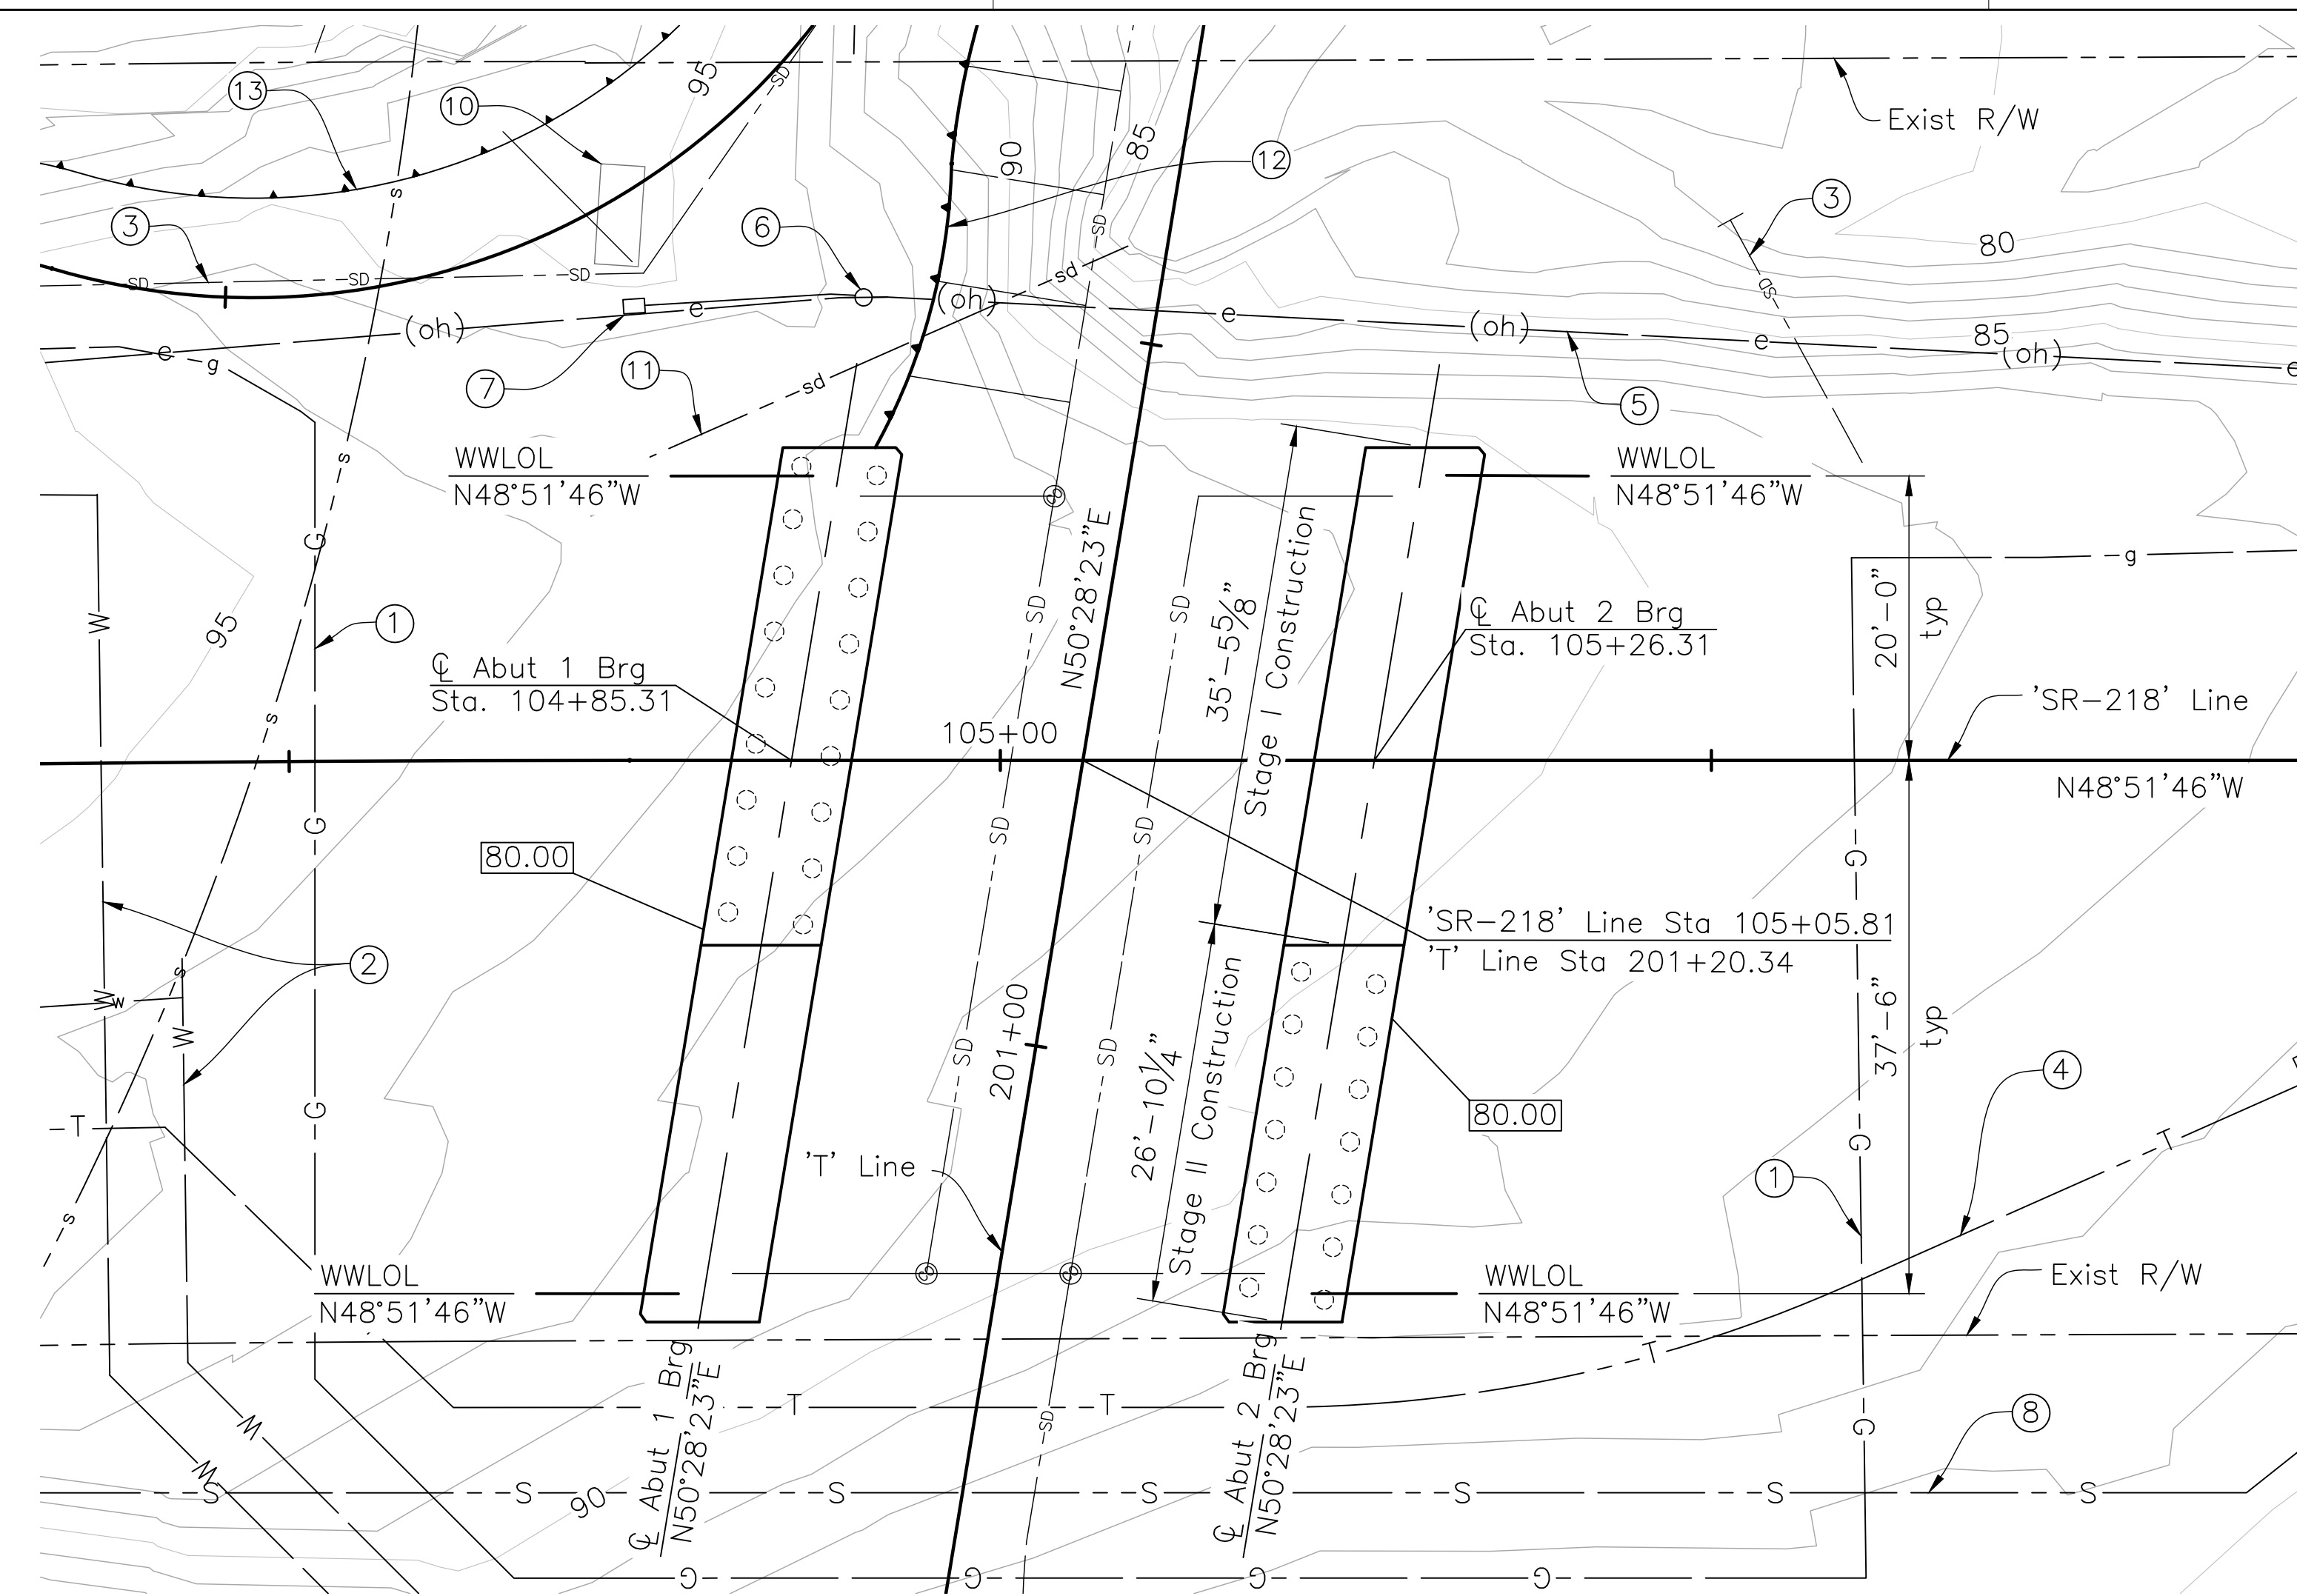 95
13
10
SD
90
85
12
Exist R/W
s
3
3
6
SD
80
SD
SD
SD
sd
SD
(oh)
e
(oh)
e
(oh)
e
85
(oh)
e
e
g
7
11
sd
5
WWLOL
N48°51'46"W
WWLOL
N48°51'46"W
s
G
N50°28'23"E
35'-5 5/8"
Stage I Construction
g
W
95
1
SD
SD
℄ Abut 2 Brg
Sta. 105+26.31
20'-0"
typ
℄ Abut 1 Brg
Sta. 104+85.31
s
105+00
'SR-218' Line
N48°51'46"W
G
SD
SD
80.00
G
'SR-218' Line Sta 105+05.81
'T' Line Sta 201+20.34
2
s
W
w
W
201+00
SD
SD
26'-10 1/4"
Stage II Construction
37'-6"
typ
4
G
80.00
T
T
G
'T' Line
1
s
WWLOL
N48°51'46"W
WWLOL
N48°51'46"W
Exist R/W
℄ Abut 1 Brg
N50°28'23"E
℄ Abut 2 Brg
N50°28'23"E
T
T
T
SD
G
8
W
W
S
S
90
S
S
S
S
S
G
G
G
G